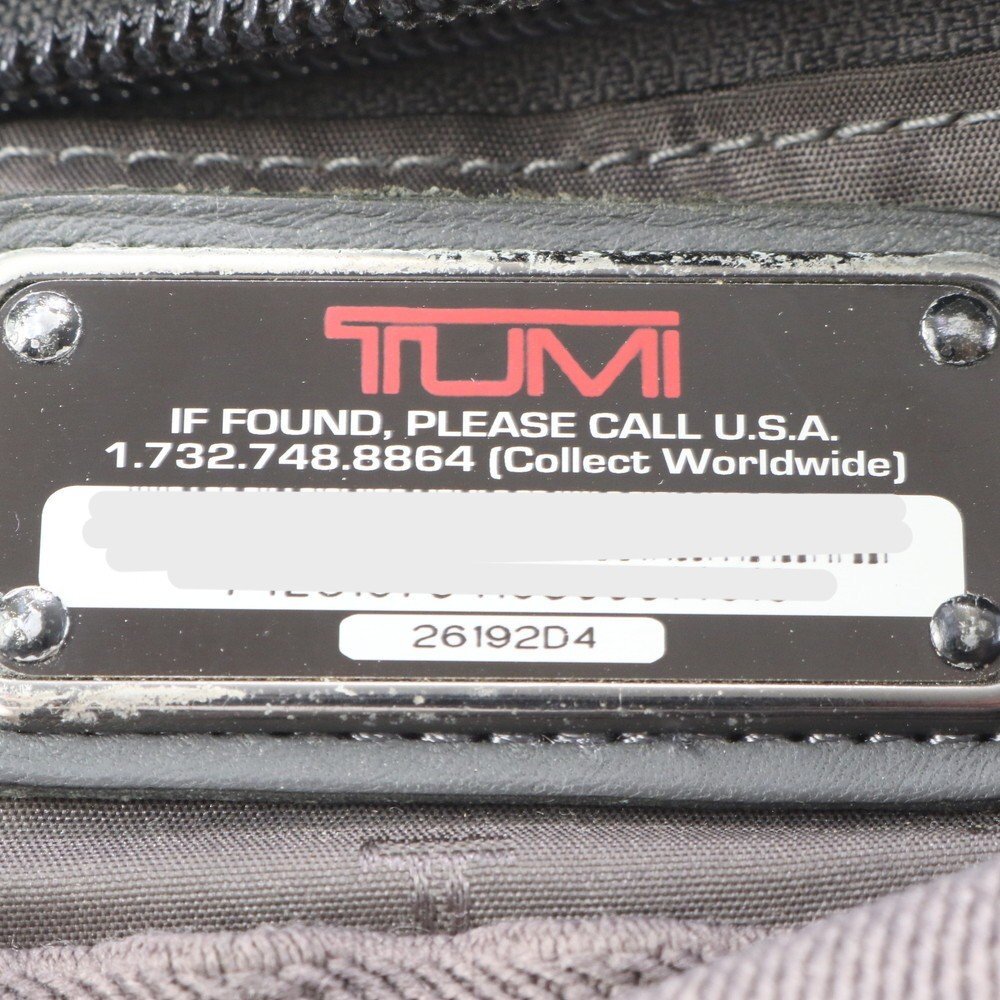 TUMI
IF FOUND, PLEASE CALL U.S.A.
1.732.748.8864 (Collect Worldwide)
26192D4